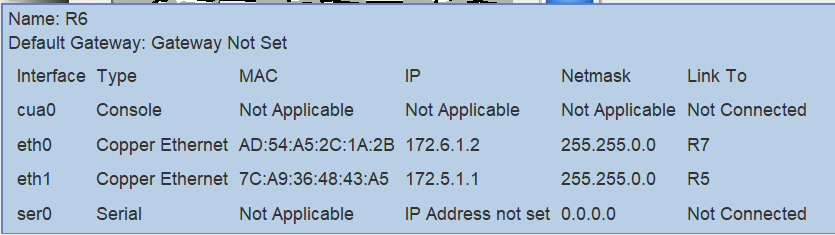 Name: R6
Default Gateway: Gateway Not Set
Interface Type MAC IP Netmask Link To
cua0 Console Not Applicable Not Applicable Not Applicable Not Connected
eth0 Copper Ethernet AD:54:A5:2C:1A:2B 172.6.1.2 255.255.0.0 R7
eth1 Copper Ethernet 7C:A9:36:48:43:A5 172.5.1.1 255.255.0.0 R5
ser0 Serial Not Applicable IP Address not set 0.0.0.0 Not Connected